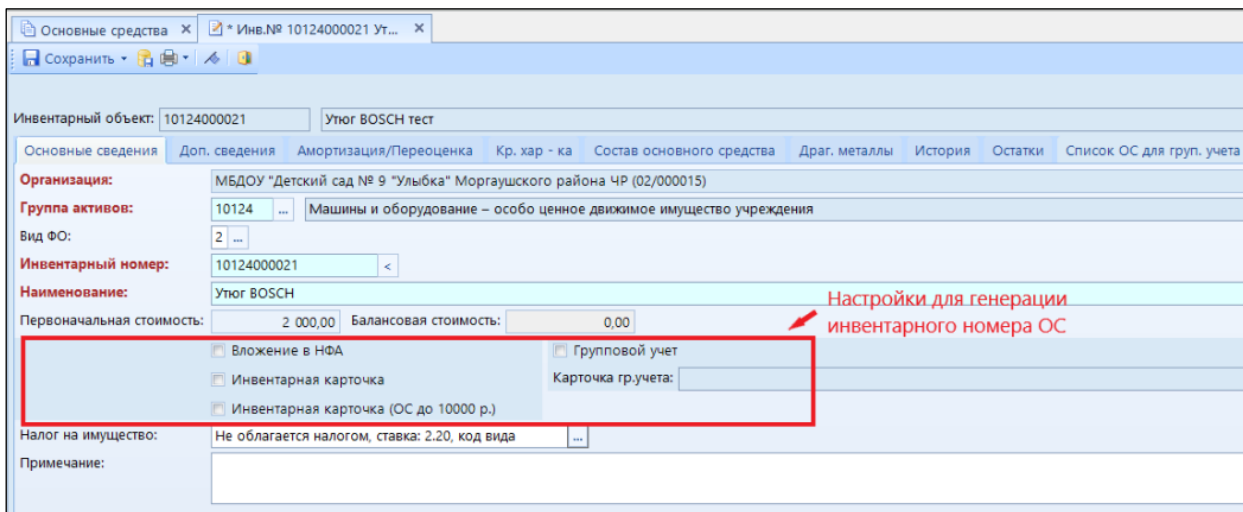 Основные средства × * Инв.№ 10124000021 Ут... ×
Сохранить
Инвентарный объект: 10124000021 Утюг BOSCH тест
Основные сведения Доп. сведения Амортизация/Переоценка Кр. хар - ка Состав основного средства Драг. металлы История Остатки Список ОС для груп. учета
Организация: МБДОУ "Детский сад № 9 "Улыбка" Моргаушского района ЧР (02/000015)
Группа активов: 10124 ... Машины и оборудование – особо ценное движимое имущество учреждения
Вид ФО: 2 ...
Инвентарный номер: 10124000021 <
Наименование: Утюг BOSCH
Первоначальная стоимость: 2 000,00 Балансовая стоимость: 0,00
Настройки для генерации
инвентарного номера ОС
Вложение в НФА Групповой учет
Инвентарная карточка Карточка гр.учета:
Инвентарная карточка (ОС до 10000 р.)
Налог на имущество: Не облагается налогом, ставка: 2.20, код вида ...
Примечание: